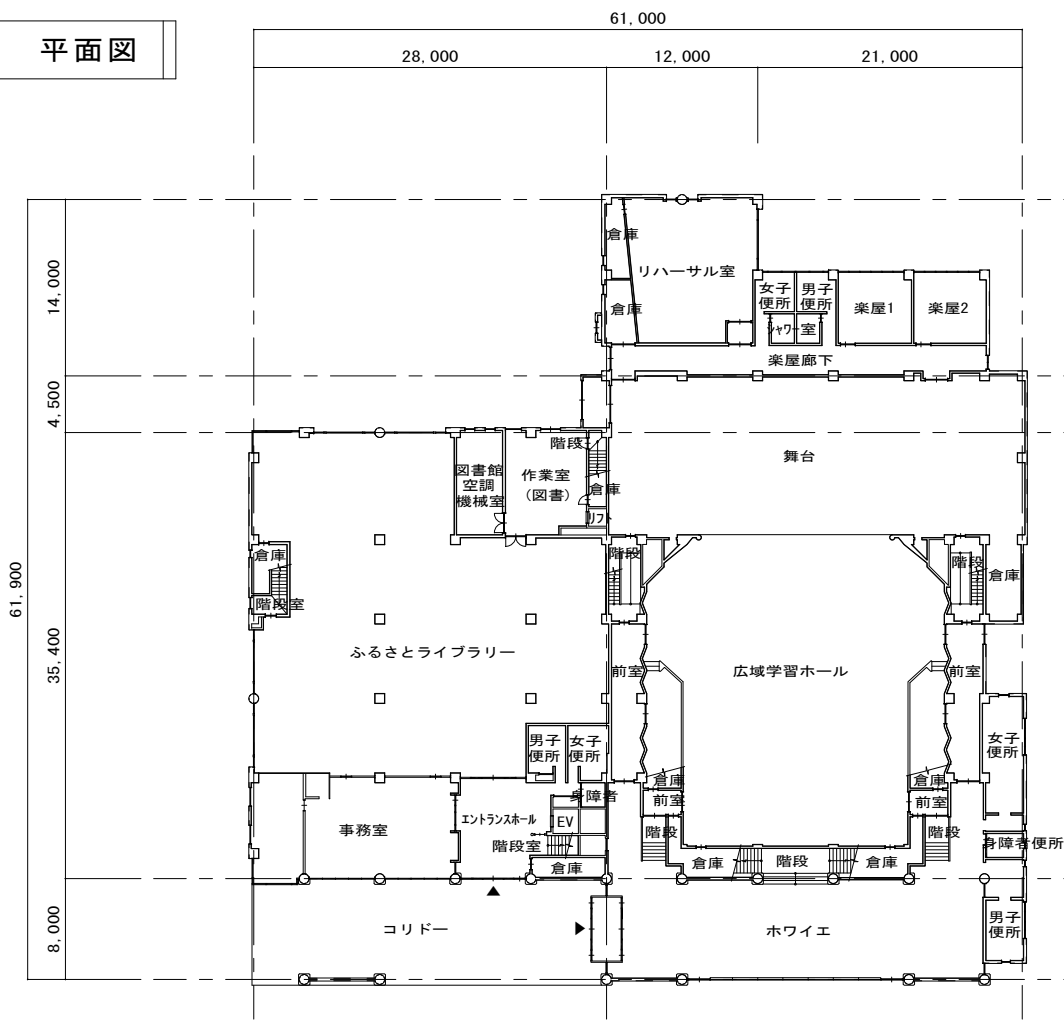 平面図
61,000
28,000
12,000
21,000
14,000
4,500
61,900
35,400
8,000
倉庫
リハーサル室
倉庫
女子
便所
男子
便所
シャワー室
楽屋1
楽屋2
楽屋廊下
舞台
図書館
空調
機械室
作業室
(図書)
階段
倉庫
リフト
倉庫
階段室
階段
階段
倉庫
ふるさとライブラリー
前室
広域学習ホール
前室
男子
便所
女子
便所
女子
便所
倉庫
倉庫
身障者
前室
前室
事務室
エントランスホール
EV
階段室
倉庫
階段
階段
身障者便所
倉庫
階段
倉庫
コリドー
ホワイエ
男子
便所